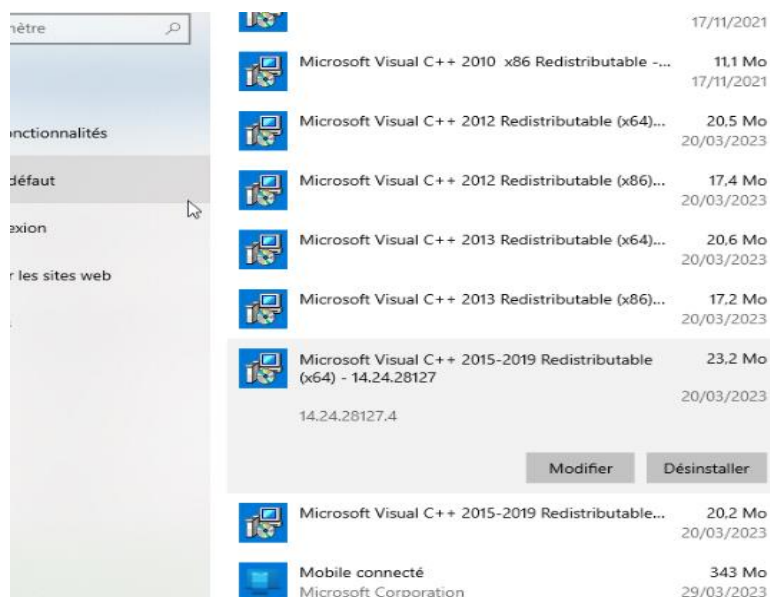 nètre
onctionnalités
défaut
exion
r les sites web
17/11/2021
Microsoft Visual C++ 2010 x86 Redistributable -... 11,1 Mo
17/11/2021
Microsoft Visual C++ 2012 Redistributable (x64)... 20,5 Mo
20/03/2023
Microsoft Visual C++ 2012 Redistributable (x86)... 17,4 Mo
20/03/2023
Microsoft Visual C++ 2013 Redistributable (x64)... 20,6 Mo
20/03/2023
Microsoft Visual C++ 2013 Redistributable (x86)... 17,2 Mo
20/03/2023
Microsoft Visual C++ 2015-2019 Redistributable 23,2 Mo
(x64) - 14.24.28127
20/03/2023
14.24.28127.4
Modifier Désinstaller
Microsoft Visual C++ 2015-2019 Redistributable... 20,2 Mo
20/03/2023
Mobile connecté 343 Mo
Microsoft Corporation 29/03/2023